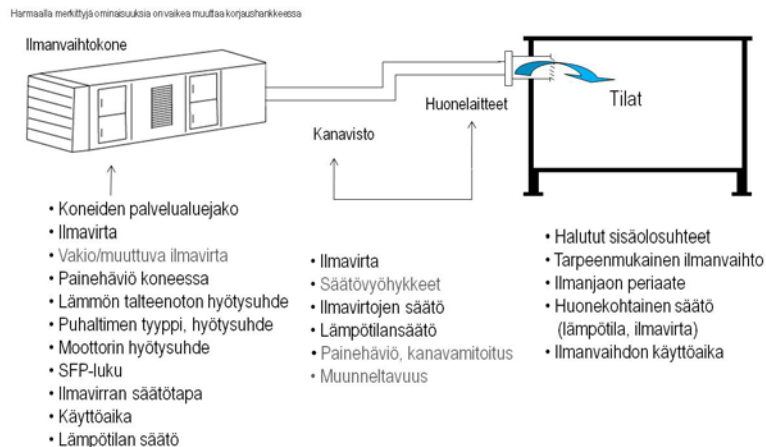 Harmaalla merkittyjä ominaisuuksia on vaikea muuttaa korjaushankkeessa
Ilmanvaihtokone
Kanavisto
Huonelaitteet
Tilat
• Koneiden palvelualuejako
• Ilmavirta
• Vakio/muuttuva ilmavirta
• Painehäviö koneessa
• Lämmön talteenoton hyötysuhde
• Puhaltimen tyyppi, hyötysuhde
• Moottorin hyötysuhde
• SFP-luku
• Ilmavirran säätötapa
• Käyttöaika
• Lämpötilan säätö
• Ilmavirta
• Säätövyöhykkeet
• Ilmavirtojen säätö
• Lämpötilansäätö
• Painehäviö, kanavamitoitus
• Muunneltavuus
• Halutut sisäolosuhteet
• Tarpeenmukainen ilmanvaihto
• Ilmanjaon periaate
• Huonekohtainen säätö
(lämpötila, ilmavirta)
• Ilmanvaihdon käyttöaika